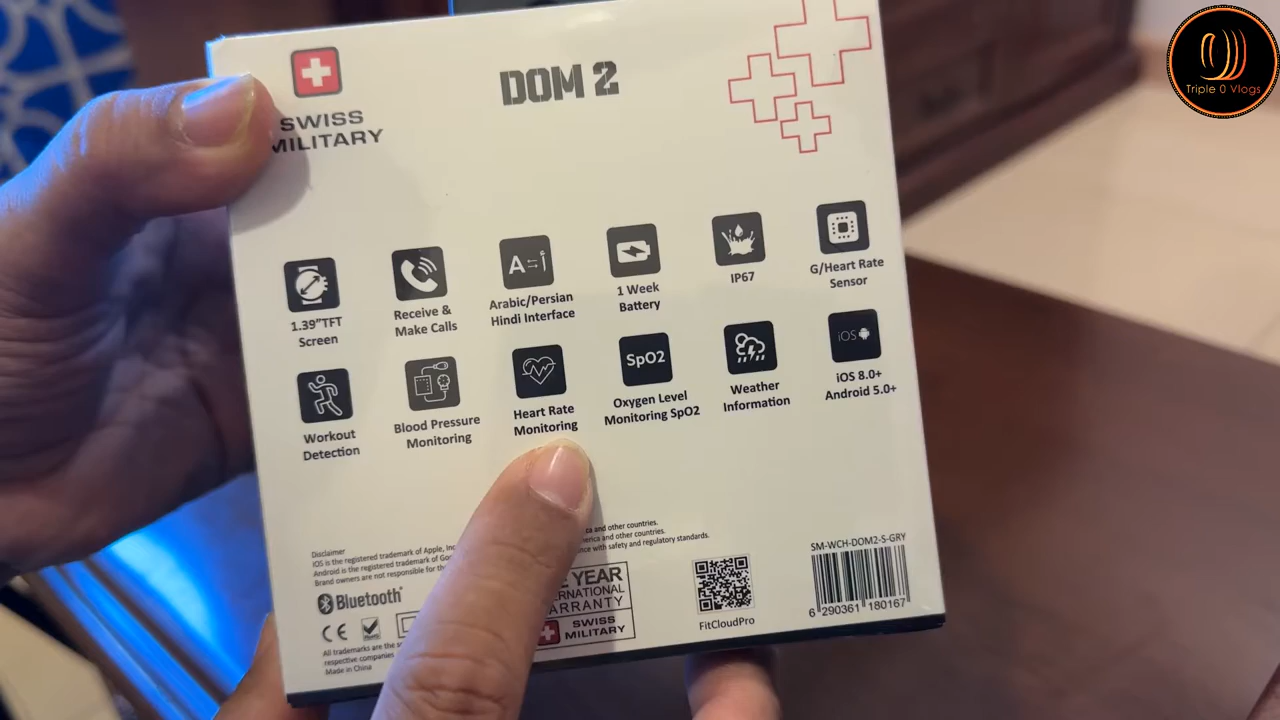 Triple 0 Vlogs
SWISS
MILITARY
DOM 2
1.39"TFT
Screen
Receive &
Make Calls
A
Arabic/Persian
Hindi Interface
1 Week
Battery
IP67
G/Heart Rate
Sensor
Workout
Detection
Blood Pressure
Monitoring
Heart Rate
Monitoring
SpO2
Oxygen Level
Monitoring SpO2
Weather
Information
iOS
iOS 8.0+
Android 5.0+
Disclaimer
iOS is the registered trademark of Apple, Inc
and other countries.
Android is the registered trademark of
and other countries.
Brand owners are not responsible for
with safety and regulatory standards.
Bluetooth
CE
All trademarks are the
respective companies
Made in China
YEAR
WARRANTY
SWISS
MILITARY
FitCloudPro
SM-WCH-DOM2-S-GRY
6 290361 180167